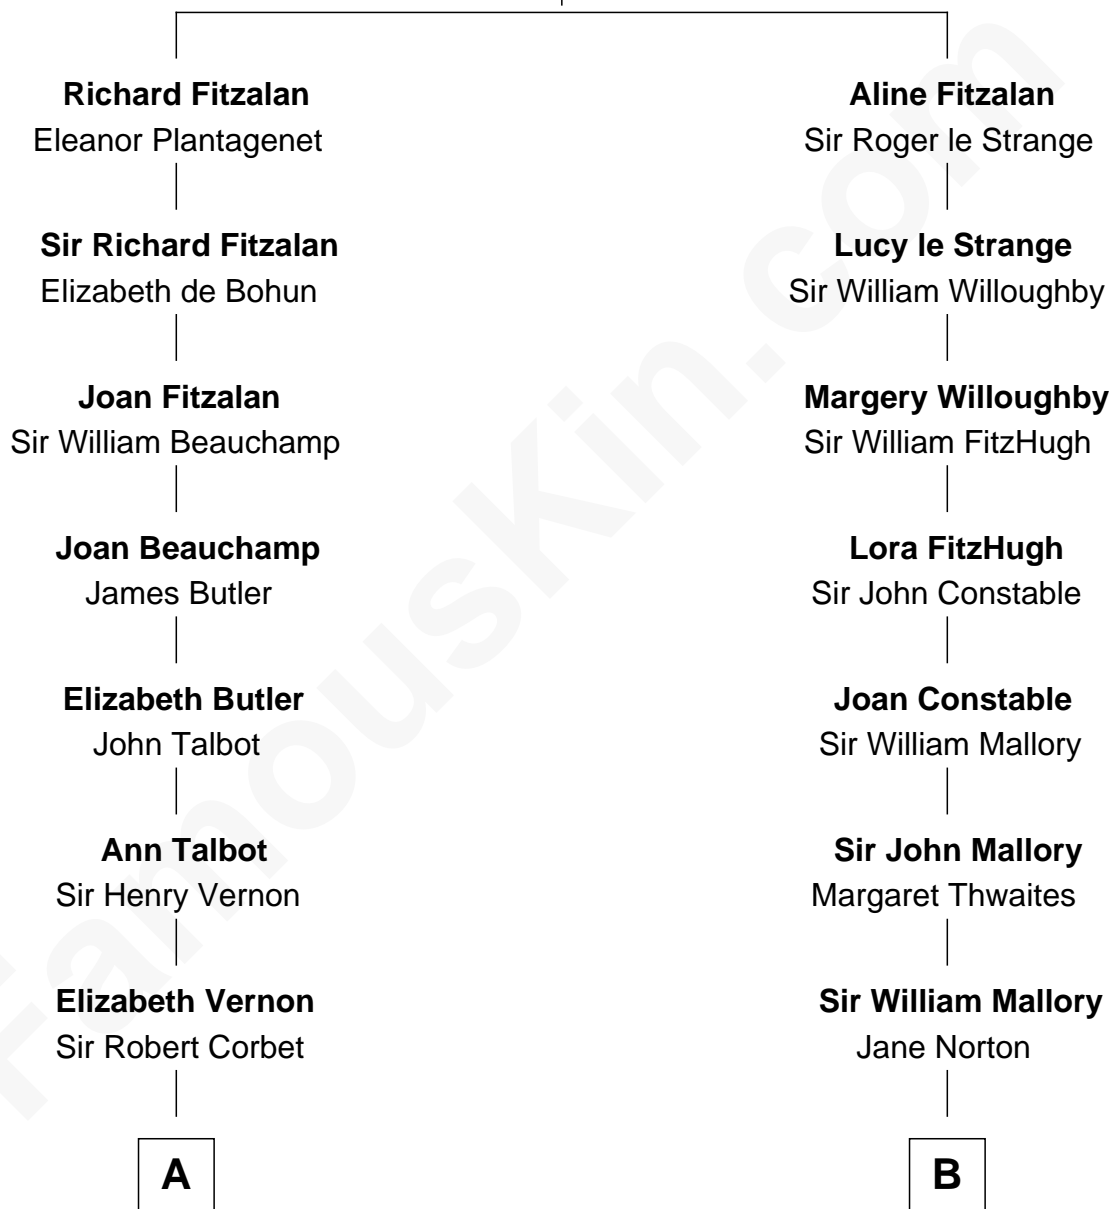 Richard Fitzalan
Eleanor Plantagenet
Sir Richard Fitzalan
Elizabeth de Bohun
Joan Fitzalan
Sir William Beauchamp
Joan Beauchamp
James Butler
Elizabeth Butler
John Talbot
Ann Talbot
Sir Henry Vernon
Elizabeth Vernon
Sir Robert Corbet
A
Aline Fitzalan
Sir Roger le Strange
Lucy le Strange
Sir William Willoughby
Margery Willoughby
Sir William FitzHugh
Lora FitzHugh
Sir John Constable
Joan Constable
Sir William Mallory
Sir John Mallory
Margaret Thwaites
Sir William Mallory
Jane Norton
B
FamousKin.com